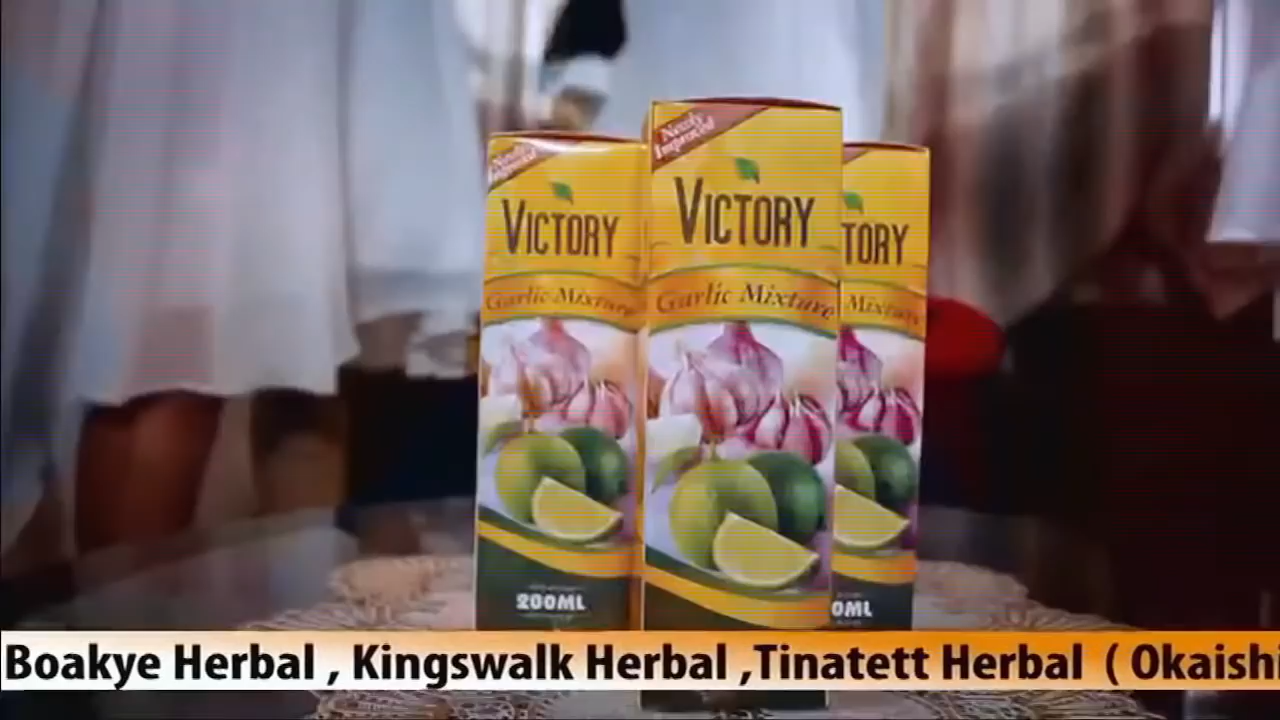 Newly
Improved
VICTORY
Garlic Mixture
200ML
Newly
Improved
VICTORY
Garlic Mixture
TORY
Mixture
0ML
Boakye Herbal , Kingswalk Herbal ,Tinatett Herbal ( Okaishi